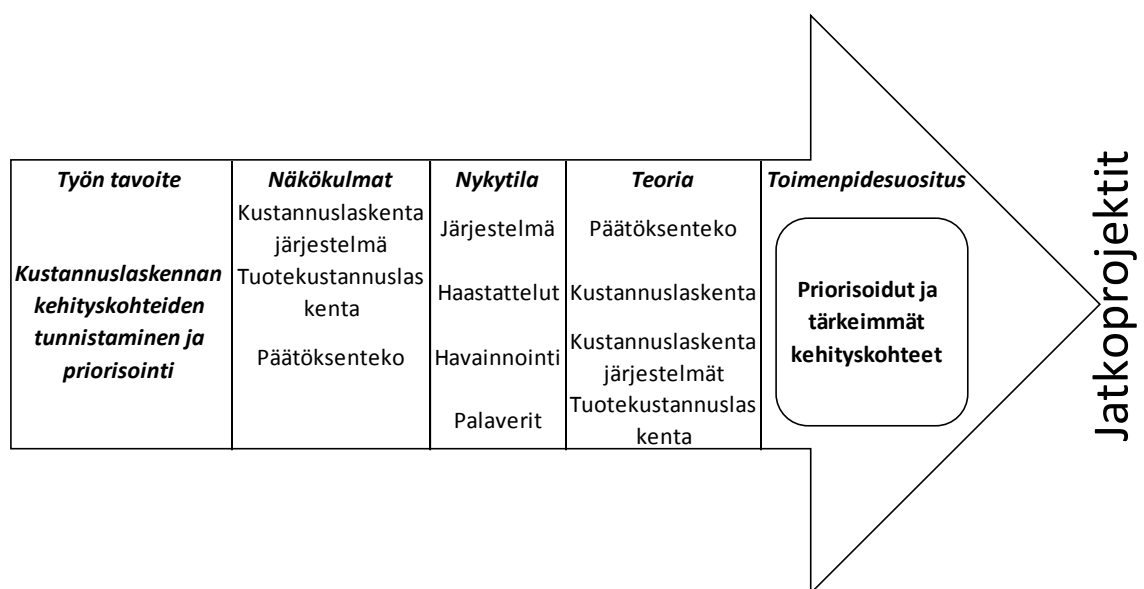 Työn tavoite
Kustannuslaskennan
kehityskohteiden
tunnistaminen ja
priorisointi
Näkökulmat
Kustannuslaskenta
järjestelmä
Tuotekustannuslas
kenta
Päätöksenteko
Nykytila
Järjestelmä
Haastattelut
Havainnointi
Palaverit
Teoria
Päätöksenteko
Kustannuslaskenta
Kustannuslaskenta
järjestelmät
Tuotekustannuslas
kenta
Toimenpidesuositus
Priorisoidut ja
tärkeimmät
kehityskohteet
Jatkoprojektit